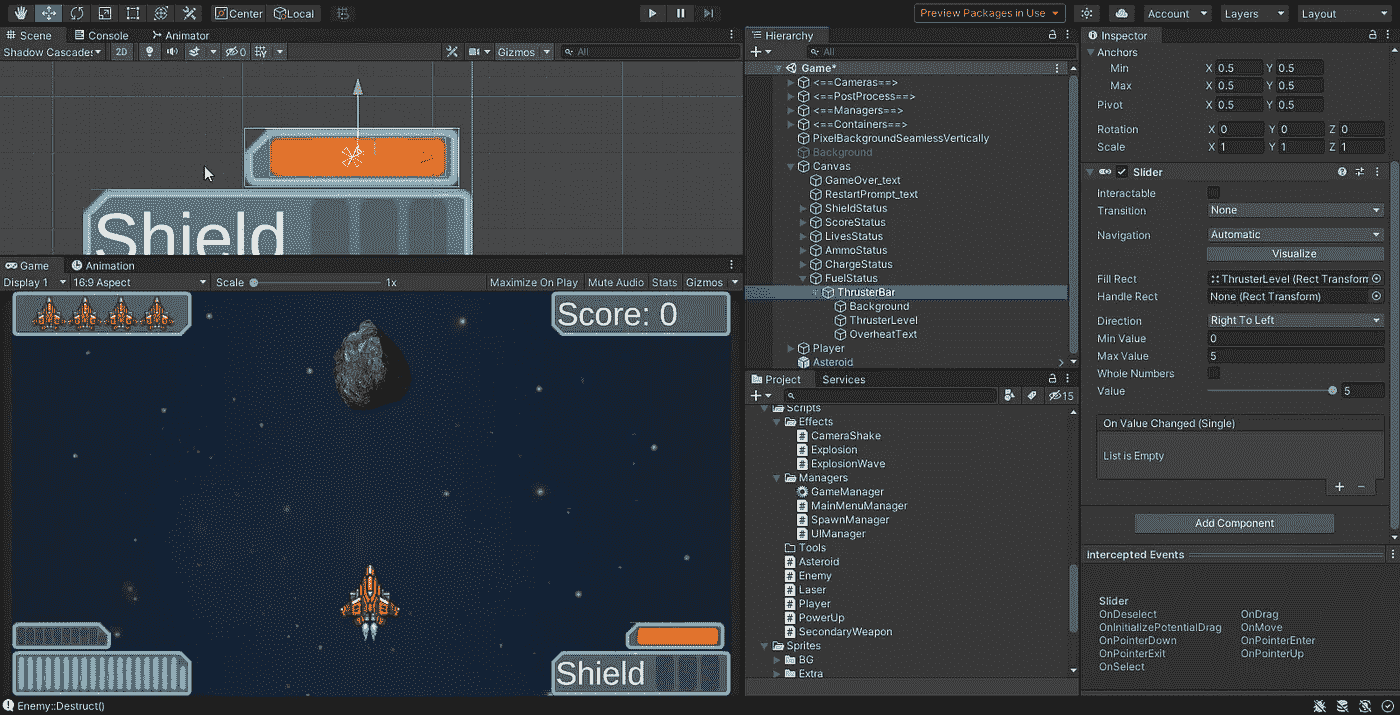 Center Local Preview Packages in Use Account Layers Layout
Scene Console Animator
Shadow Cascades 2D 0 Gizmos All
Shield
Game Animation
Display 1 16:9 Aspect Scale 1x Maximize On Play Mute Audio Stats Gizmos
Score: 0
Shield
Enemy::Destruct()
Hierarchy
All
Game*
<==Cameras==>
<==PostProcess==>
<==Managers==>
<==Containers==>
PixelBackgroundSeamlessVertically
Background
Canvas
GameOver_text
RestartPrompt_text
ShieldStatus
ScoreStatus
LivesStatus
AmmoStatus
ChargeStatus
FuelStatus
ThrusterBar
Background
ThrusterLevel
OverheatText
Player
Asteroid
Project Services
15
Scripts
Effects
CameraShake
Explosion
ExplosionWave
Managers
GameManager
MainMenuManager
SpawnManager
UIManager
Tools
Asteroid
Enemy
Laser
Player
PowerUp
SecondaryWeapon
Sprites
BG
Extra
Inspector
Anchors
Min X 0.5 Y 0.5
Max X 0.5 Y 0.5
Pivot X 0.5 Y 0.5
Rotation X 0 Y 0 Z 0
Scale X 1 Y 1 Z 1
Slider
Interactable
Transition None
Navigation Automatic
Visualize
Fill Rect ThrusterLevel (Rect Transform
Handle Rect None (Rect Transform)
Direction Right To Left
Min Value 0
Max Value 5
Whole Numbers
Value 5
On Value Changed (Single)
List is Empty
Add Component
Intercepted Events
Slider
OnDeselect OnDrag
OnInitializePotentialDrag OnMove
OnPointerDown OnPointerEnter
OnPointerExit OnPointerUp
OnSelect